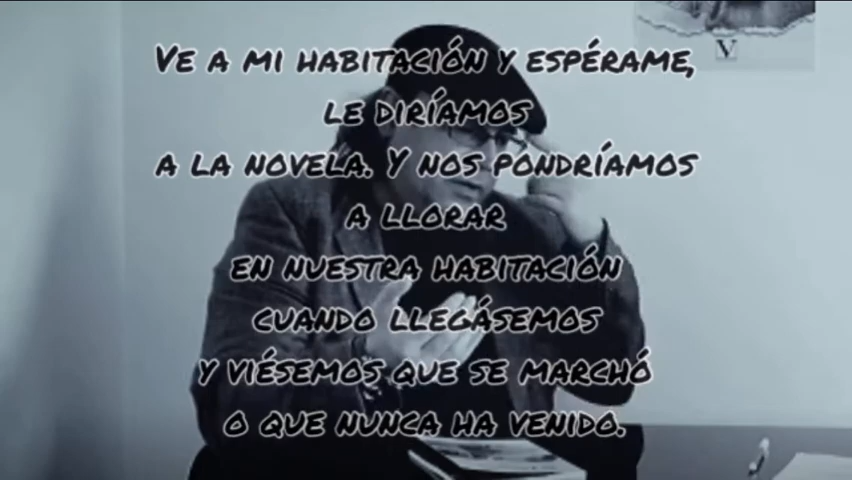 Ve a mi habitación y espérame,
le diríamos
a la novela. Y nos pondríamos
a llorar
en nuestra habitación
cuando llegásemos
y viésemos que se marchó
o que nunca ha venido.
V